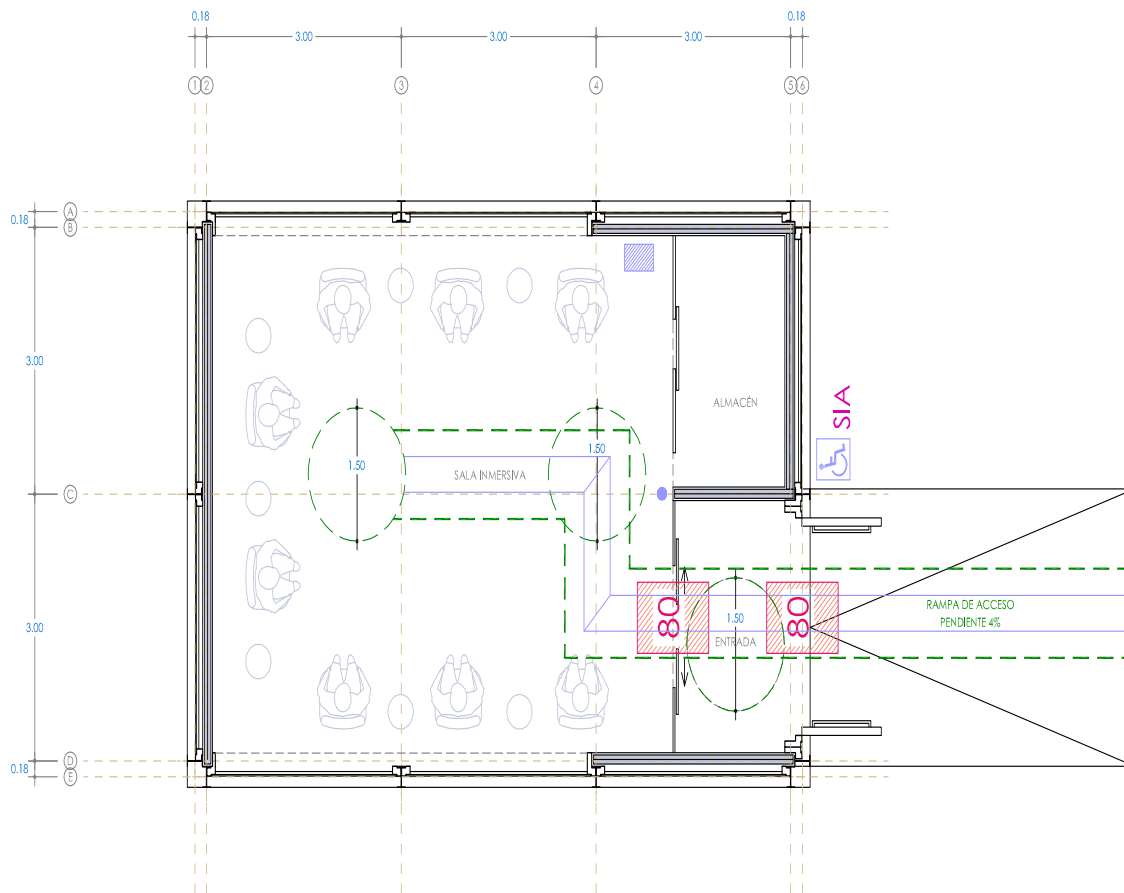 0.18
0.18
3.00
3.00
3.00
1
2
3
4
5
6
A
0.18
B
3.00
ALMACÉN
SIA
1.50
1.50
SALA INMERSIVA
C
80
80
1.50
RAMPA DE ACCESO
PENDIENTE 4%
3.00
ENTRADA
D
0.18
E